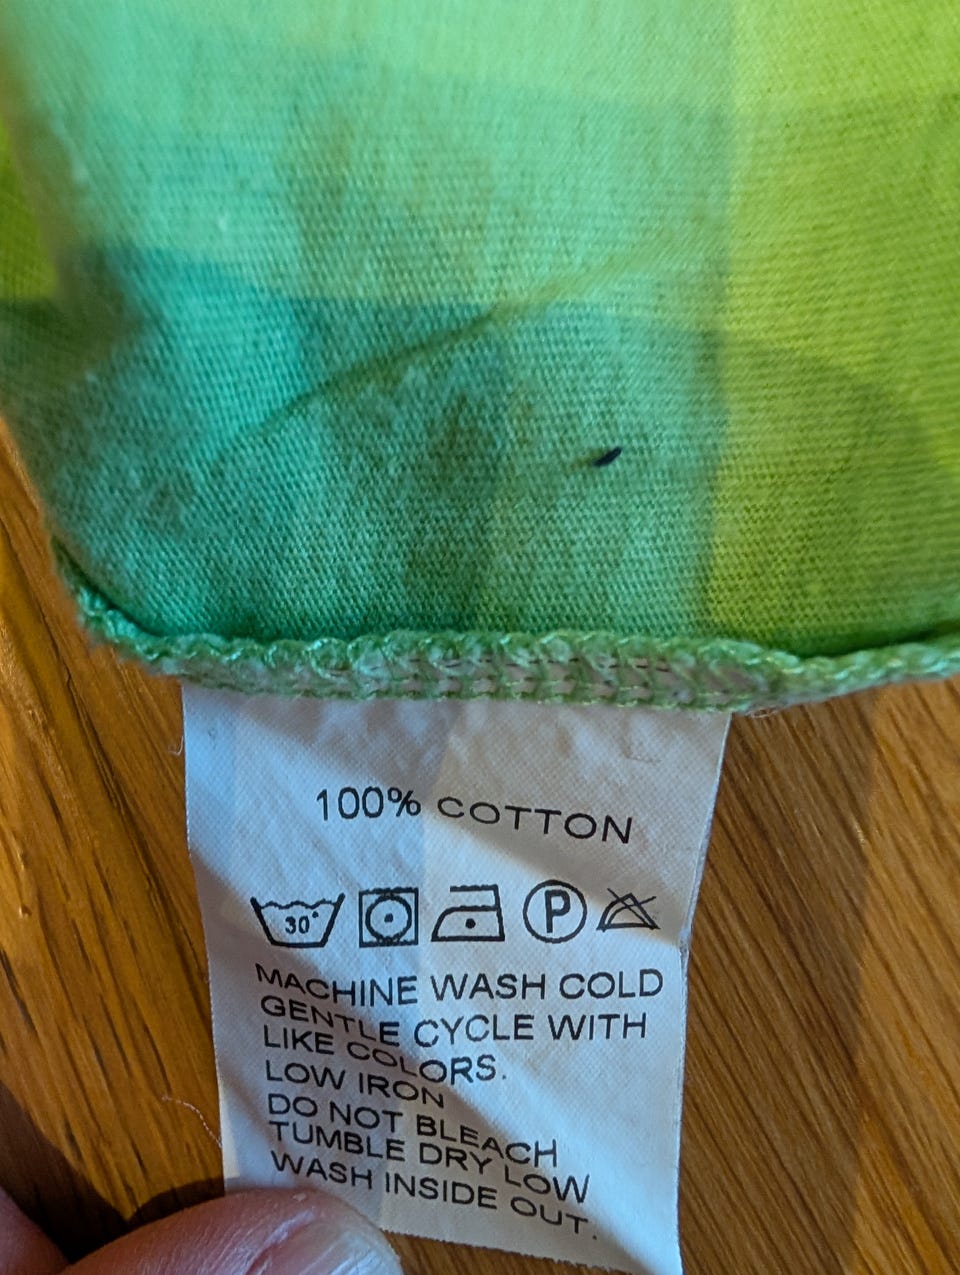 100% COTTON
30° P
MACHINE WASH COLD
GENTLE CYCLE WITH
LIKE COLORS.
LOW IRON
DO NOT BLEACH
TUMBLE DRY LOW
WASH INSIDE OUT.